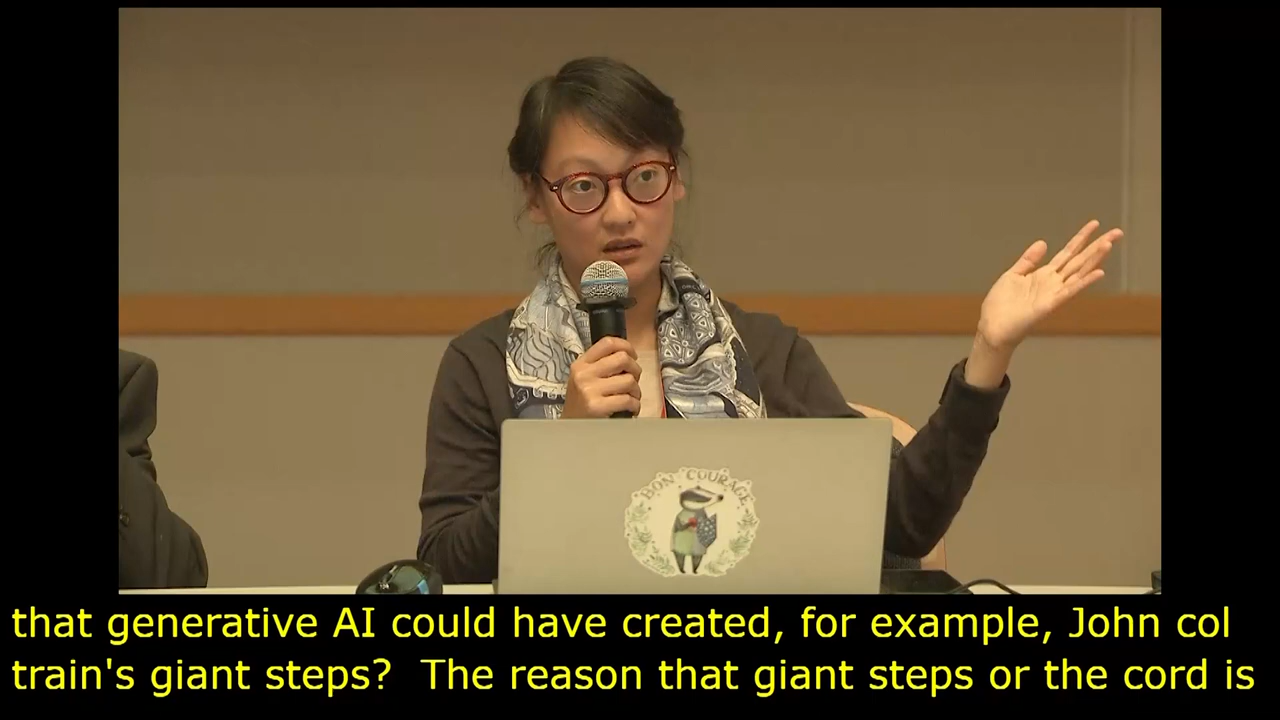 BON COURAGE
that generative AI could have created, for example, John col
train's giant steps?  The reason that giant steps or the cord is